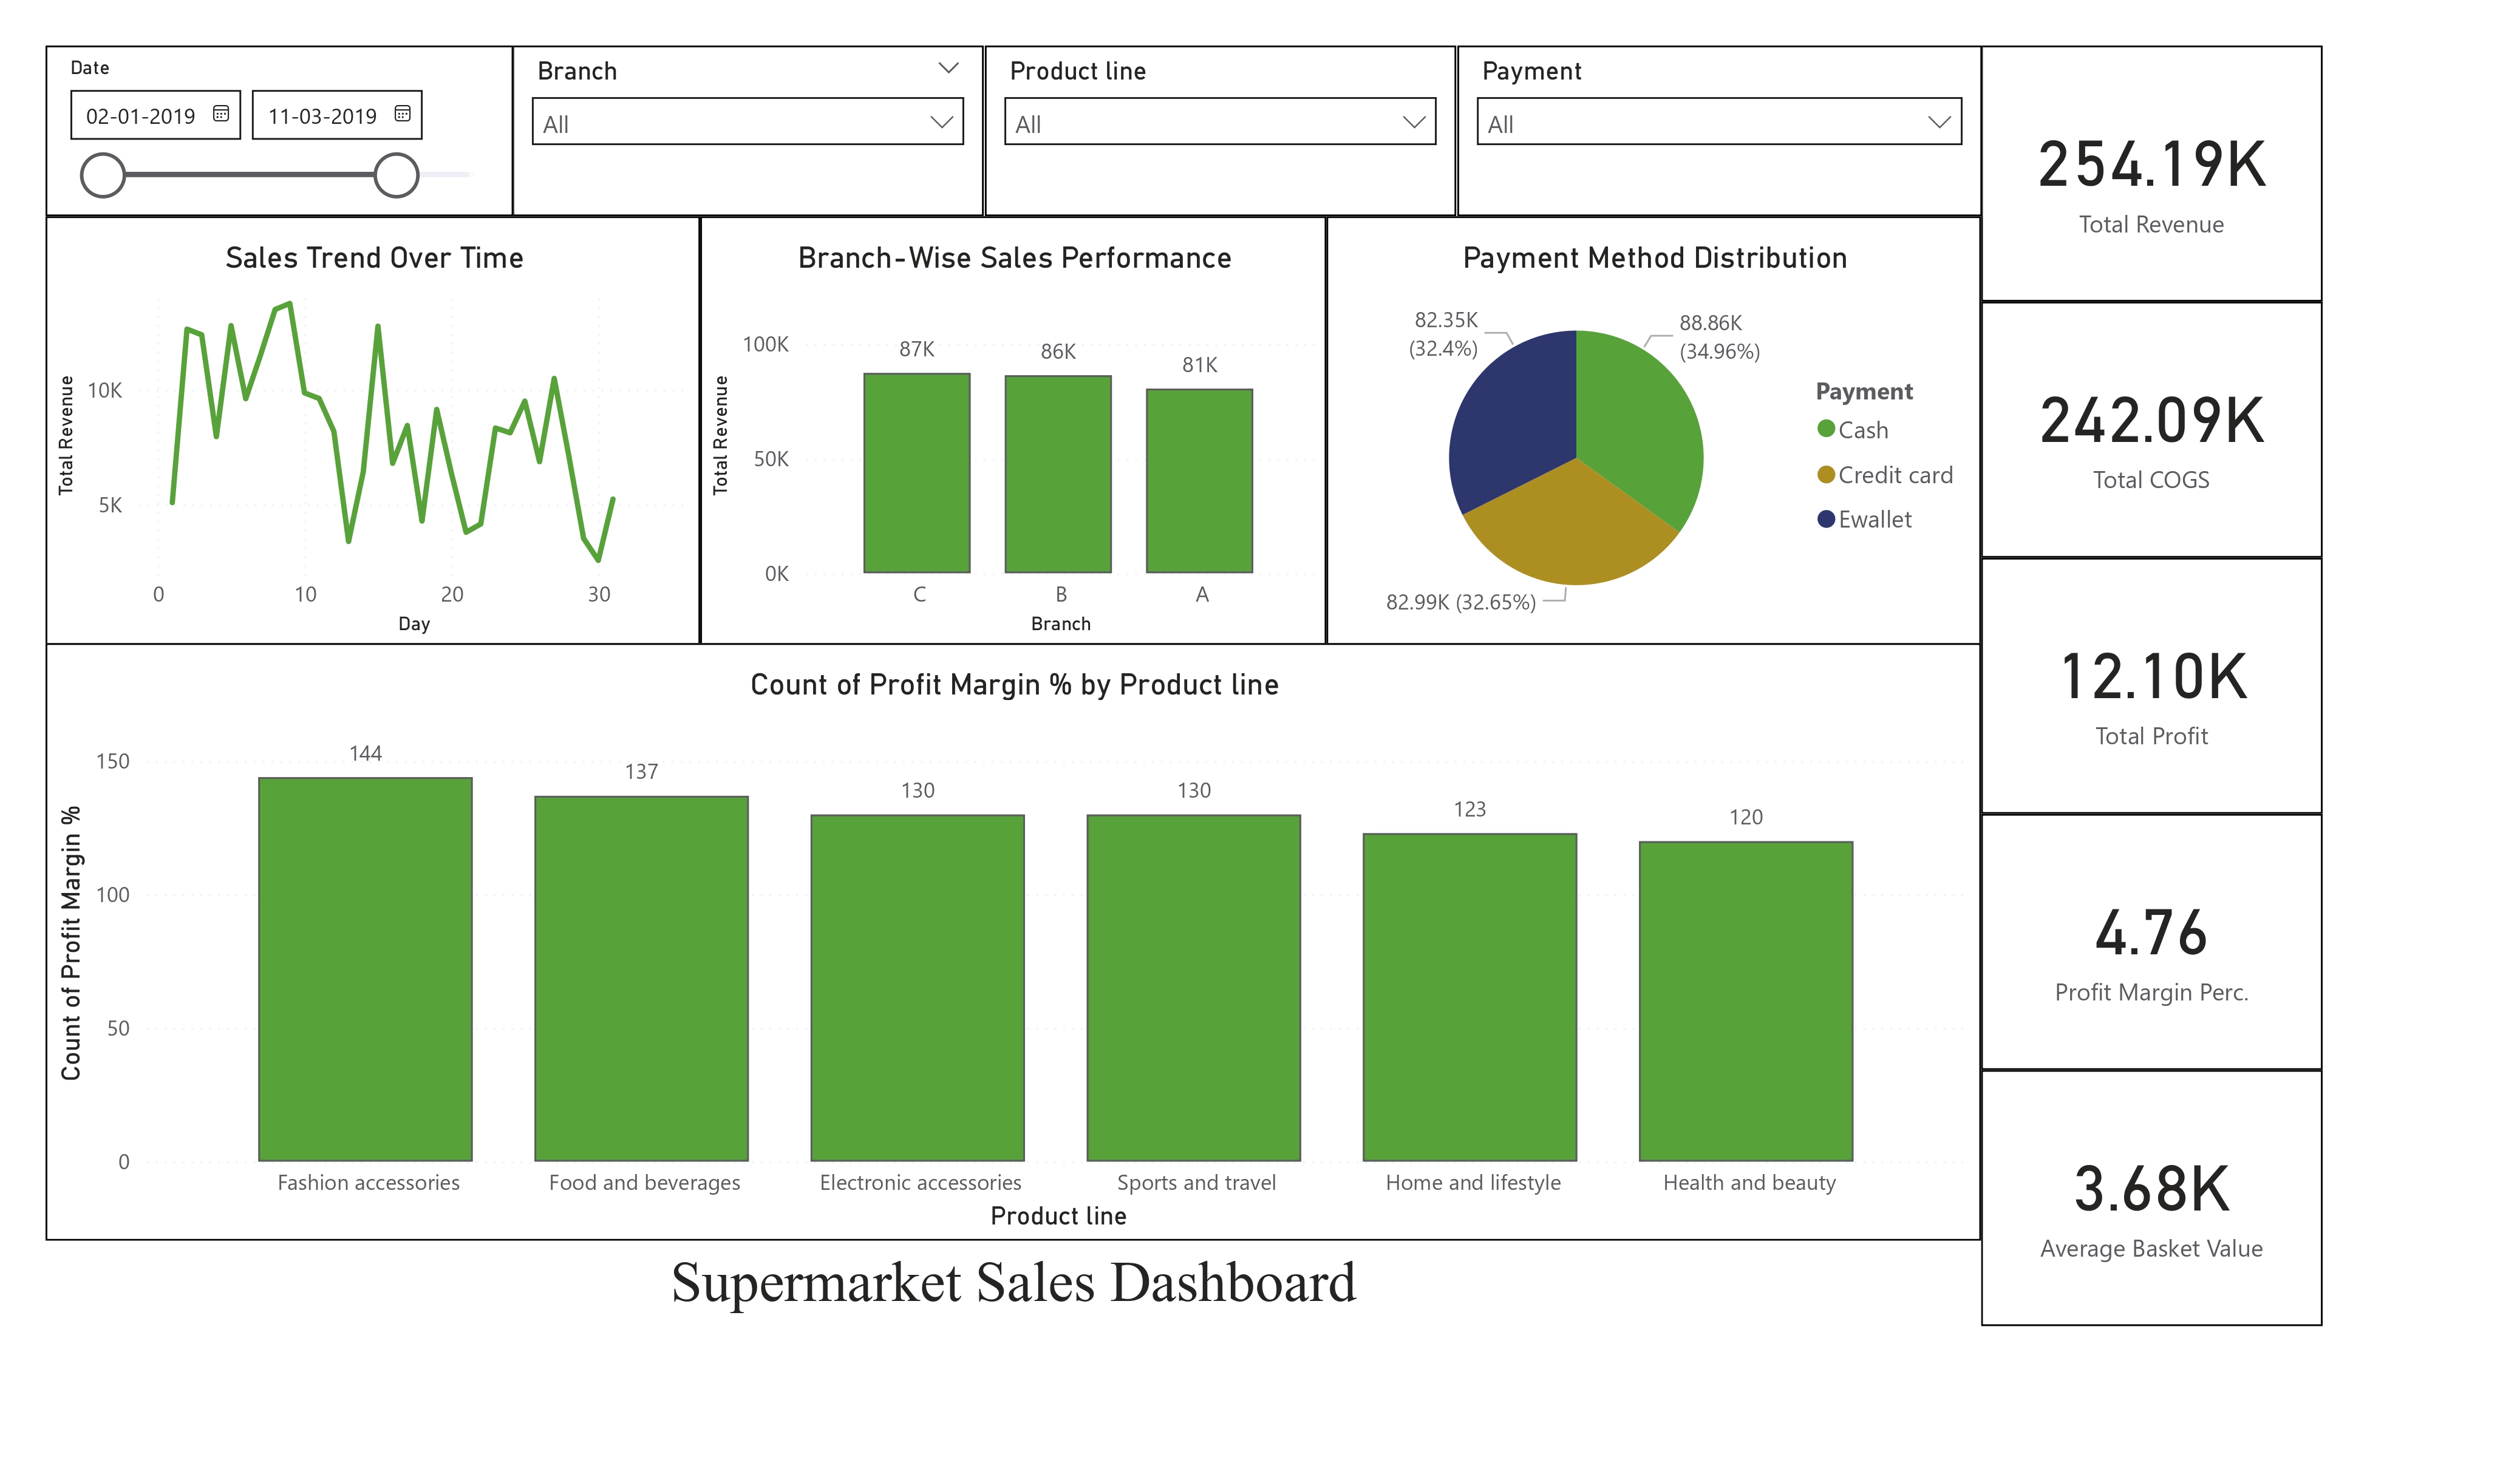 Date
02-01-2019
11-03-2019
Branch
All
Product line
All
Payment
All
254.19K
Total Revenue
242.09K
Total COGS
12.10K
Total Profit
4.76
Profit Margin Perc.
3.68K
Average Basket Value
Sales Trend Over Time
Total Revenue
10K
5K
0
10
20
30
Day
Branch-Wise Sales Performance
Total Revenue
100K
50K
0K
87K
86K
81K
C
B
A
Branch
Payment Method Distribution
82.35K
(32.4%)
88.86K
(34.96%)
82.99K (32.65%)
Payment
Cash
Credit card
Ewallet
Count of Profit Margin % by Product line
Count of Profit Margin %
150
100
50
0
144
137
130
130
123
120
Fashion accessories
Food and beverages
Electronic accessories
Sports and travel
Home and lifestyle
Health and beauty
Product line
Supermarket Sales Dashboard